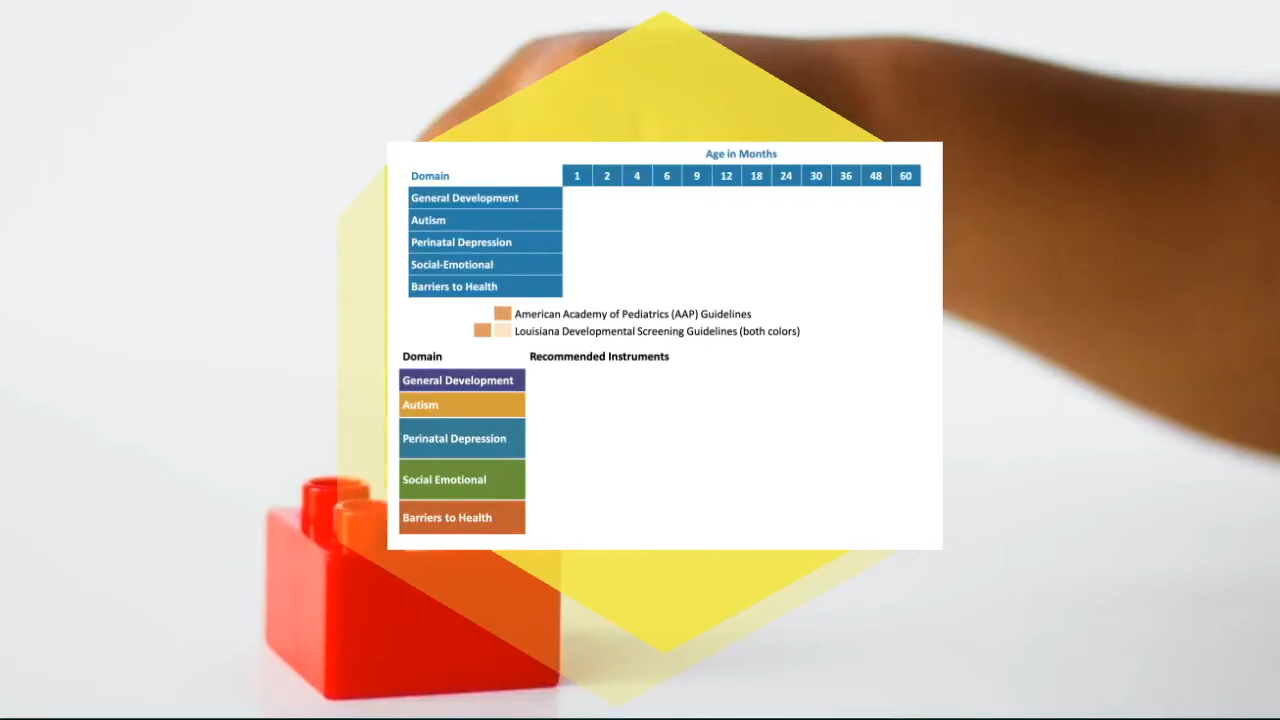 Age in Months
Domain 1 2 4 6 9 12 18 24 30 36 48 60
General Development
Autism
Perinatal Depression
Social-Emotional
Barriers to Health
American Academy of Pediatrics (AAP) Guidelines
Louisiana Developmental Screening Guidelines (both colors)
Domain Recommended Instruments
General Development
Autism
Perinatal Depression
Social Emotional
Barriers to Health